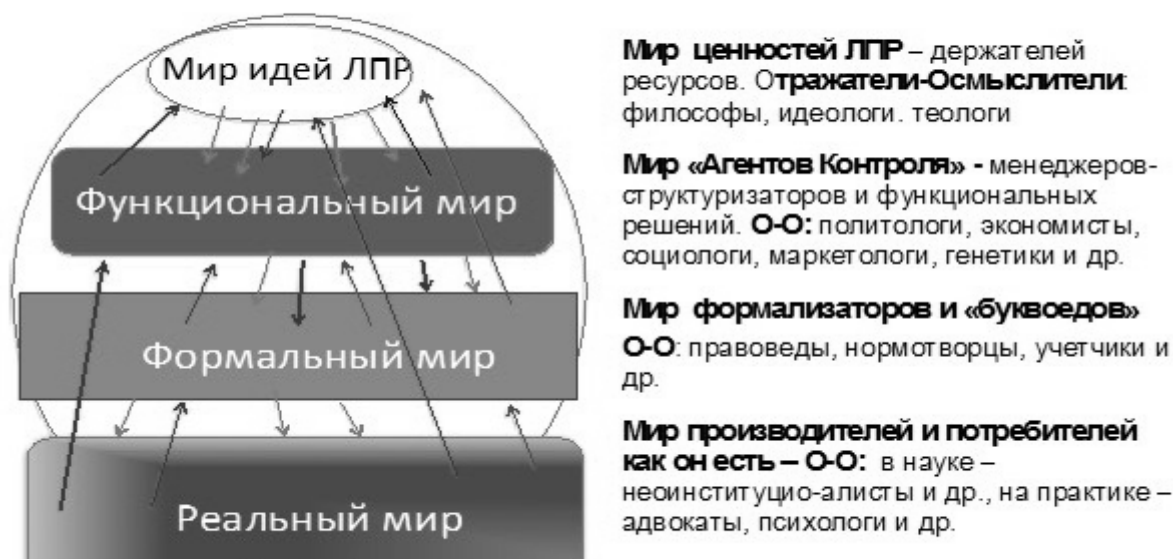 Мир идей ЛПР
Функциональный мир
Формальный мир
Реальный мир
Мир ценностей ЛПР – держателей
ресурсов. Отражатели-Осмыслители:
философы, идеологи. теологи
Мир «Агентов Контроля» - менеджеров-
структуризаторов и функциональных
решений. О-О: политологи, экономисты,
социологи, маркетологи, генетики и др.
Мир формализаторов и «буквоедов»
О-О: правоведы, нормотворцы, учетчики и
др.
Мир производителей и потребителей
как он есть – О-О: в науке –
неоинституцио-алисты и др., на практике –
адвокаты, психологи и др.